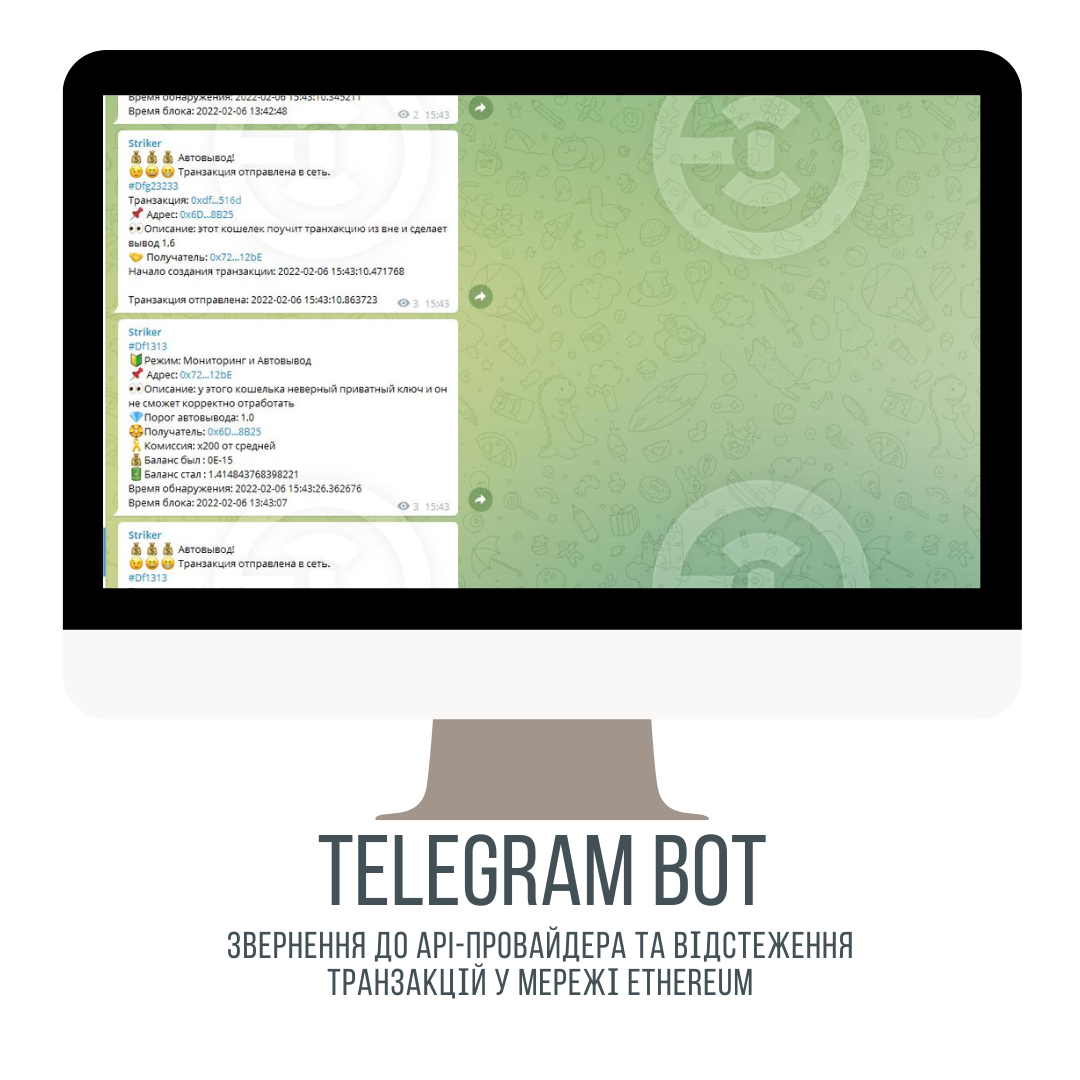 Время обнаружения: 2022-02-06 15:43:10.345211
Время блока: 2022-02-06 13:42:48
2 15:43
Striker
Автовывод!
Транзакция отправлена в сеть.
#Dfg23233
Транзакция: 0xdf...516d
Адрес: 0x6D...8B25
Описание: этот кошелек поучит транхакцию из вне и сделает
вывод 1,6
Получатель: 0x72...12bE
Начало создания транзакции: 2022-02-06 15:43:10.471768
Транзакция отправлена: 2022-02-06 15:43:10.863723
3 15:43
Striker
#Df1313
Режим: Мониторинг и Автовывод
Адрес: 0x72...12bE
Описание: у этого кошелька неверный приватный ключ и он
не сможет корректно отработать
Порог автовывода: 1.0
Получатель: 0x6D...8B25
Комиссия: x200 от средней
Баланс был : 0E-15
Баланс стал : 1.414843768398221
Время обнаружения: 2022-02-06 15:43:26.362676
Время блока: 2022-02-06 13:43:07
3 15:43
Striker
Автовывод!
Транзакция отправлена в сеть.
#Df1313
TELEGRAM BOT
ЗВЕРНЕННЯ ДО API-ПРОВАЙДЕРА ТА ВІДСТЕЖЕННЯ
ТРАНЗАКЦІЙ У МЕРЕЖІ ETHEREUM